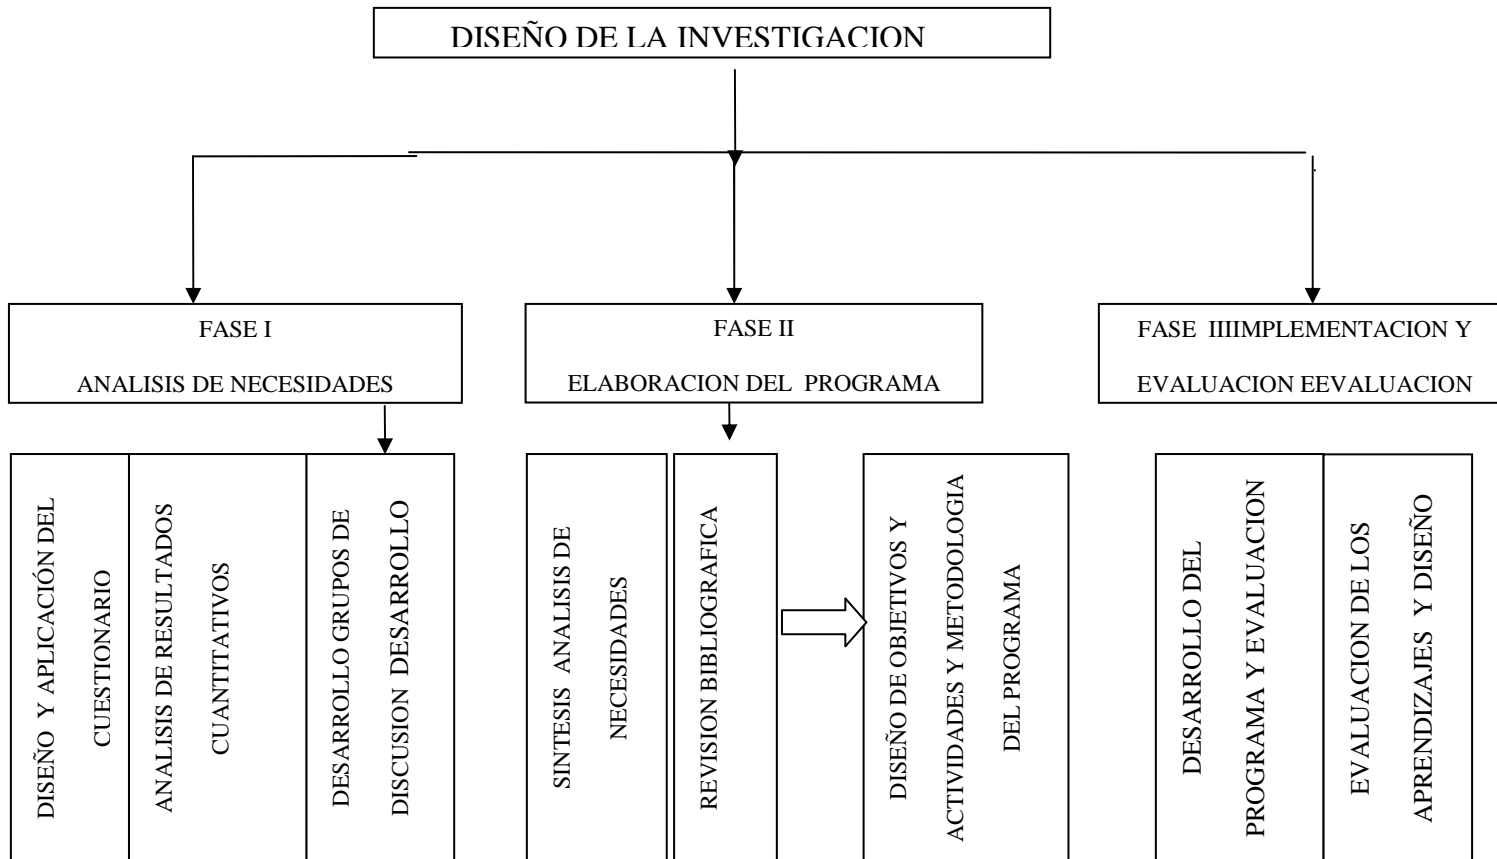 DISEÑO DE LA INVESTIGACION
FASE I
ANALISIS DE NECESIDADES
FASE II
ELABORACION DEL PROGRAMA
FASE IIIIMPLEMENTACION Y
EVALUACION EEVALUACION
DISEÑO Y APLICACIÓN DEL
CUESTIONARIO
ANALISIS DE RESULTADOS
CUANTITATIVOS
DESARROLLO GRUPOS DE
DISCUSION DESARROLLO
SINTESIS ANALISIS DE
NECESIDADES
REVISION BIBLIOGRAFICA
DISEÑO DE OBJETIVOS Y
ACTIVIDADES Y METODOLOGIA
DEL PROGRAMA
DESARROLLO DEL
PROGRAMA Y EVALUACION
EVALUACION DE LOS
APRENDIZAJES Y DISEÑO